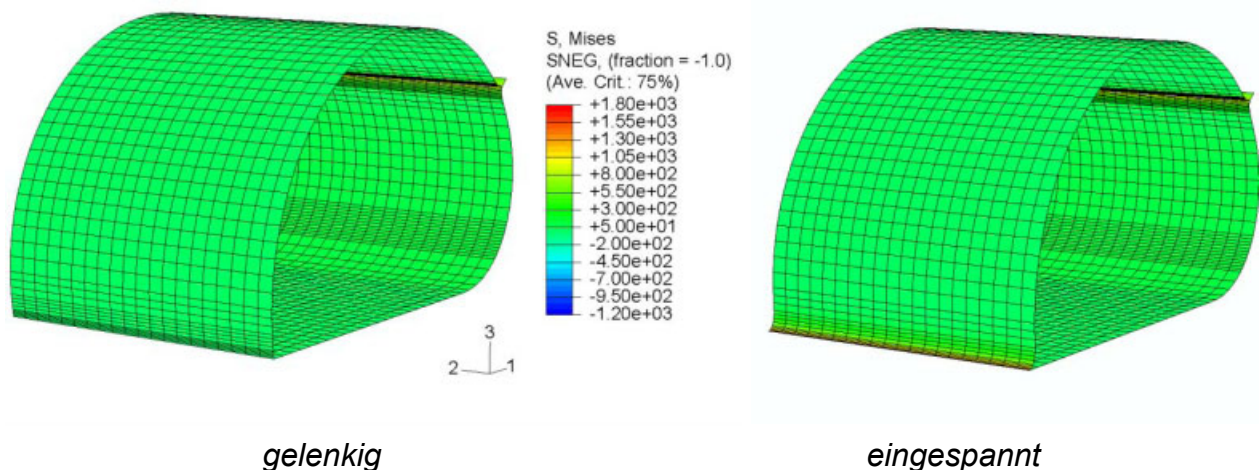 S, Mises
SNEG, (fraction = -1.0)
(Ave. Crit.: 75%)
+1.80e+03
+1.55e+03
+1.30e+03
+1.05e+03
+8.00e+02
+5.50e+02
+3.00e+02
+5.00e+01
-2.00e+02
-4.50e+02
-7.00e+02
-9.50e+02
-1.20e+03
3
2
1
gelenkig
eingespannt